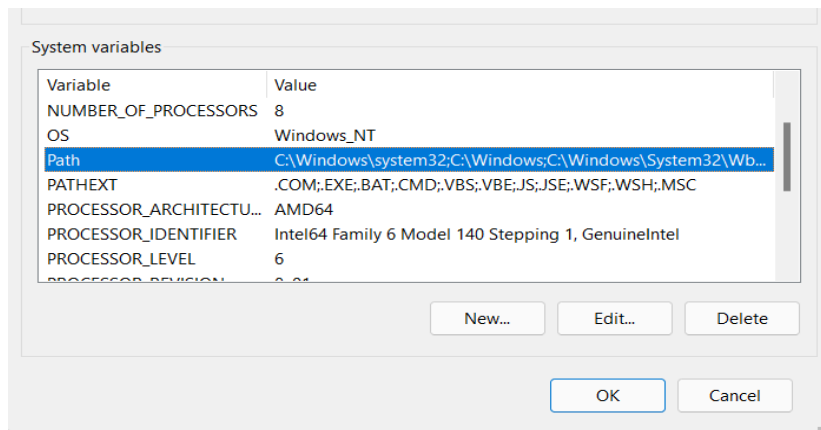 System variables
Variable Value
NUMBER_OF_PROCESSORS 8
OS Windows_NT
Path C:\Windows\system32;C:\Windows;C:\Windows\System32\Wb...
PATHEXT .COM;.EXE;.BAT;.CMD;.VBS;.VBE;.JS;.JSE;.WSF;.WSH;.MSC
PROCESSOR_ARCHITECTU... AMD64
PROCESSOR_IDENTIFIER Intel64 Family 6 Model 140 Stepping 1, GenuineIntel
PROCESSOR_LEVEL 6
New... Edit... Delete
OK Cancel